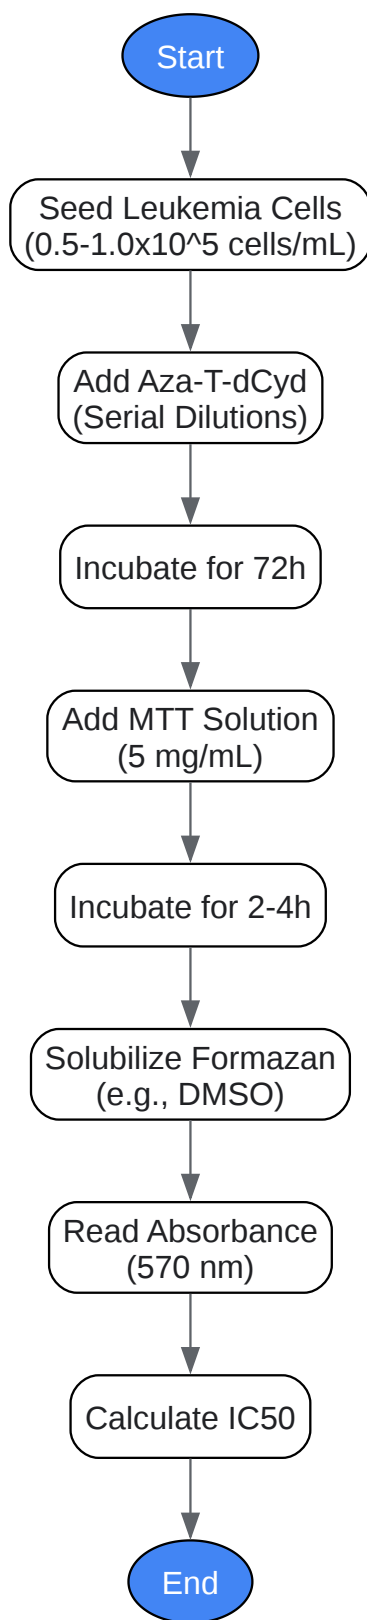 Start
Seed Leukemia Cells
(0.5-1.0x10^5 cells/mL)
Add Aza-T-dCyd
(Serial Dilutions)
Incubate for 72h
Add MTT Solution
(5 mg/mL)
Incubate for 2-4h
Solubilize Formazan
(e.g., DMSO)
Read Absorbance
(570 nm)
Calculate IC50
End